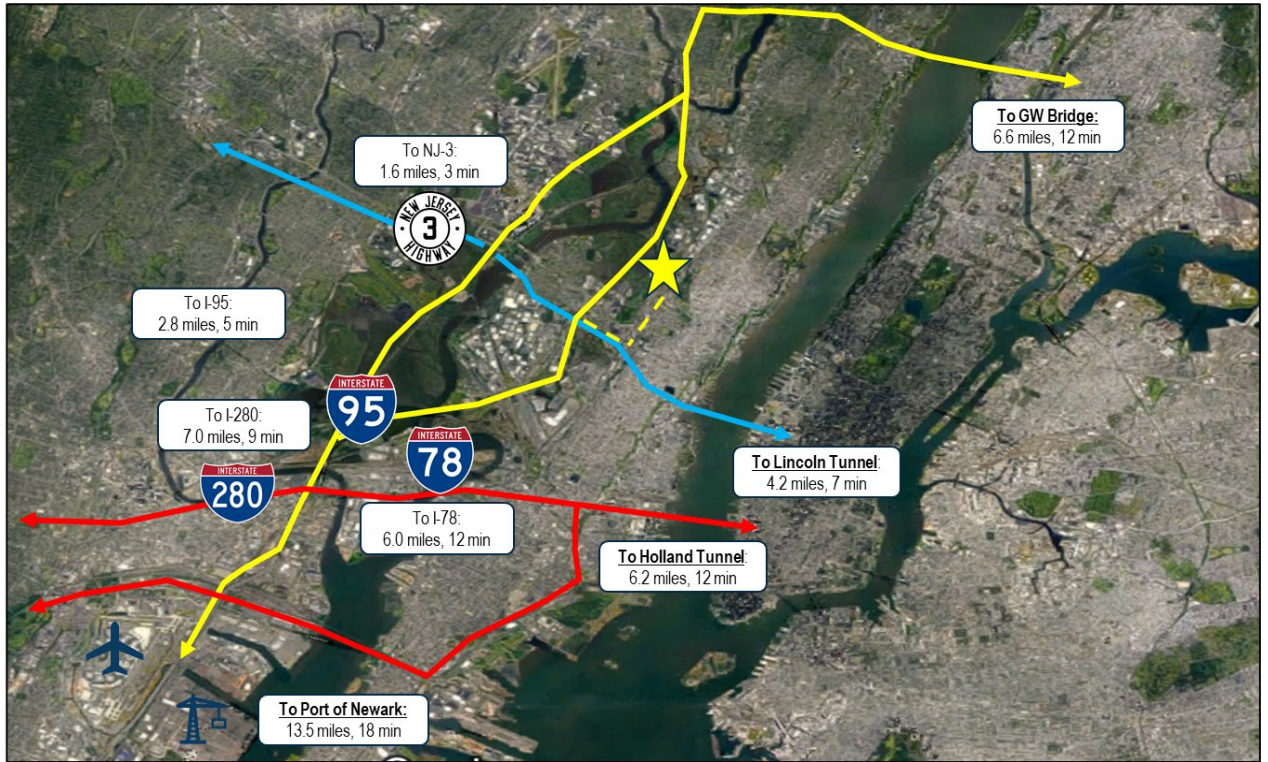 To GW Bridge:
6.6 miles, 12 min
To NJ-3:
1.6 miles, 3 min
NEW JERSEY
3
HIGHWAY
To I-95:
2.8 miles, 5 min
INTERSTATE
95
To I-280:
7.0 miles, 9 min
INTERSTATE
78
To Lincoln Tunnel:
4.2 miles, 7 min
INTERSTATE
280
To I-78:
6.0 miles, 12 min
To Holland Tunnel:
6.2 miles, 12 min
To Port of Newark:
13.5 miles, 18 min